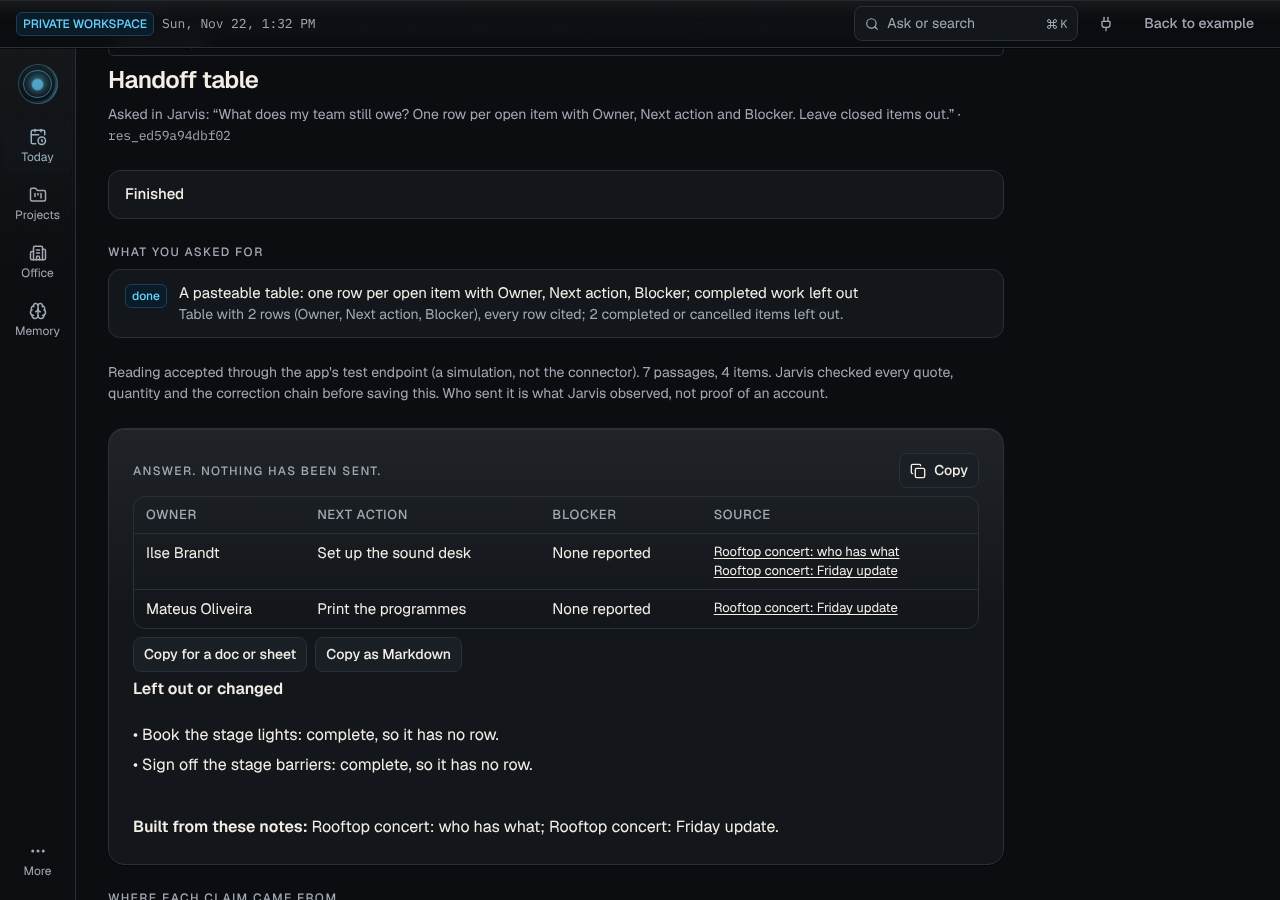 PRIVATE WORKSPACE Sun, Nov 22, 1:32 PM Ask or search ⌘K Back to example
Today
Projects
Office
Memory
More
Handoff table
Asked in Jarvis: “What does my team still owe? One row per open item with Owner, Next action and Blocker. Leave closed items out.” ·
res_ed59a94dbf02
Finished
WHAT YOU ASKED FOR
done A pasteable table: one row per open item with Owner, Next action, Blocker; completed work left out
Table with 2 rows (Owner, Next action, Blocker), every row cited; 2 completed or cancelled items left out.
Reading accepted through the app's test endpoint (a simulation, not the connector). 7 passages, 4 items. Jarvis checked every quote,
quantity and the correction chain before saving this. Who sent it is what Jarvis observed, not proof of an account.
ANSWER. NOTHING HAS BEEN SENT. Copy
OWNER NEXT ACTION BLOCKER SOURCE
Ilse Brandt Set up the sound desk None reported Rooftop concert: who has what
Rooftop concert: Friday update
Mateus Oliveira Print the programmes None reported Rooftop concert: Friday update
Copy for a doc or sheet Copy as Markdown
Left out or changed
• Book the stage lights: complete, so it has no row.
• Sign off the stage barriers: complete, so it has no row.
Built from these notes: Rooftop concert: who has what; Rooftop concert: Friday update.
WHERE EACH CLAIM CAME FROM